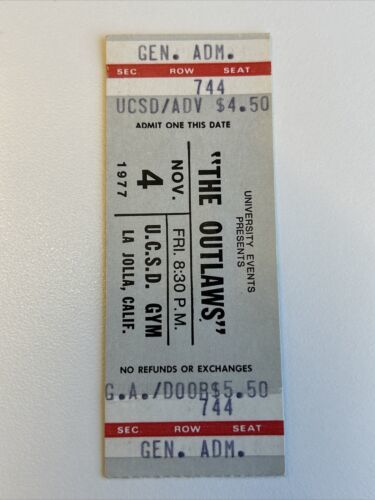 GEN. ADM.
SEC ROW SEAT
744
UCSD/ADV $4.50
ADMIT ONE THIS DATE
UNIVERSITY EVENTS
PRESENTS
"THE OUTLAWS"
NOV. FRI. 8:30 P.M.
4 U.C.S.D. GYM
1977 LA JOLLA, CALIF.
NO REFUNDS OR EXCHANGES
G.A./DOOR$5.50
744
SEC ROW SEAT
GEN. ADM.